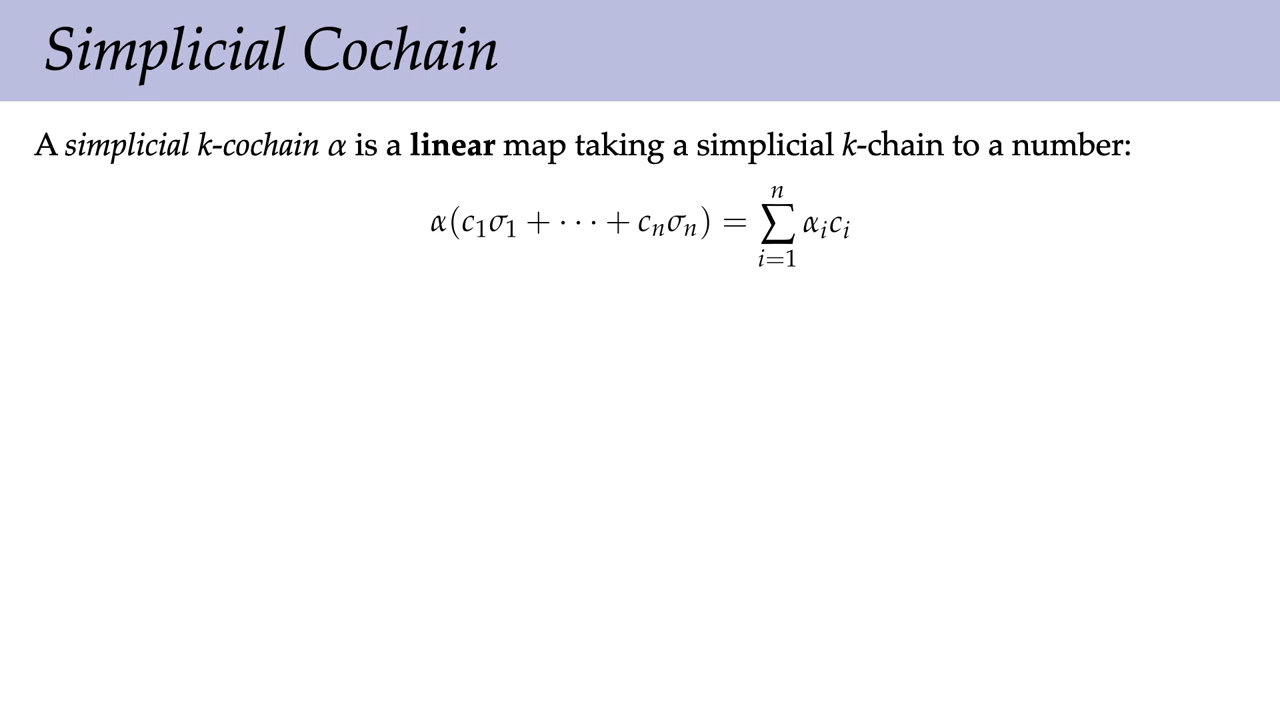 Simplicial Cochain
A simplicial k-cochain α is a linear map taking a simplicial k-chain to a number:
α(c₁σ₁ + · · · + cₙσₙ) = ∑ᵢ₌₁ⁿ αᵢcᵢ